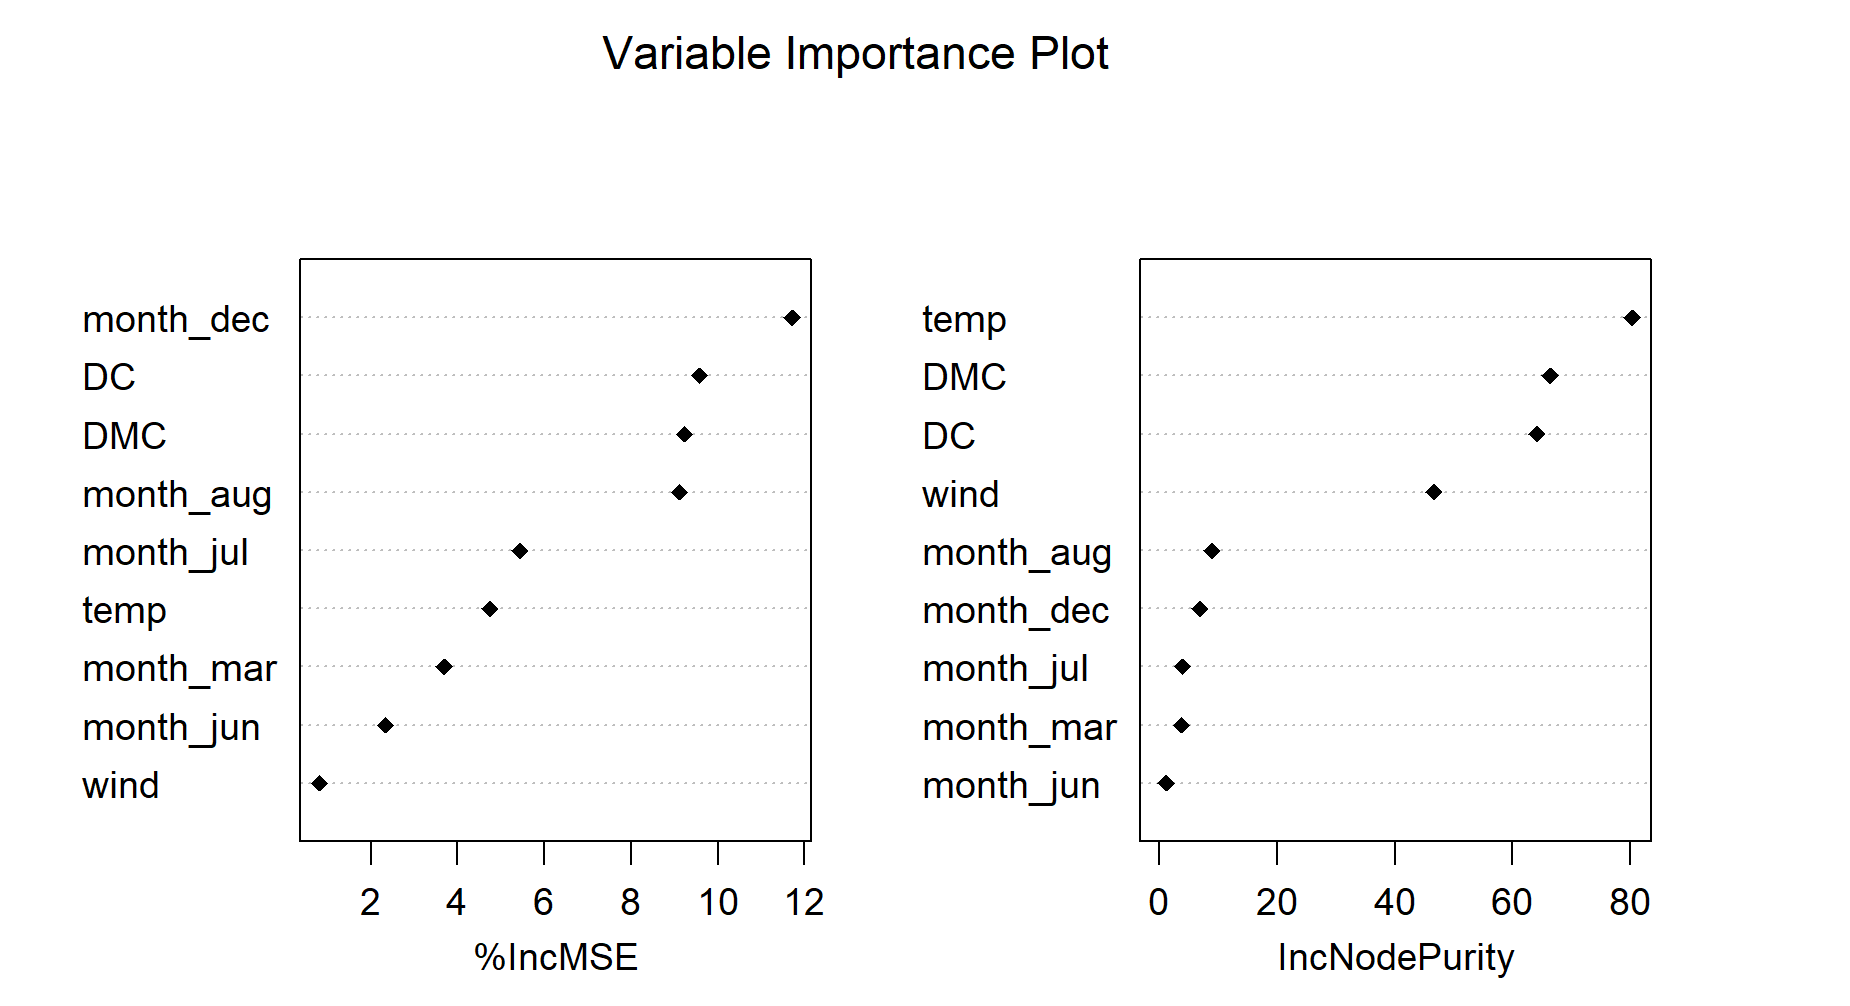 Variable Importance Plot
month_dec
DC
DMC
month_aug
month_jul
temp
month_mar
month_jun
wind
2 4 6 8 10 12
%IncMSE
temp
DMC
DC
wind
month_aug
month_dec
month_jul
month_mar
month_jun
0 20 40 60 80
IncNodePurity